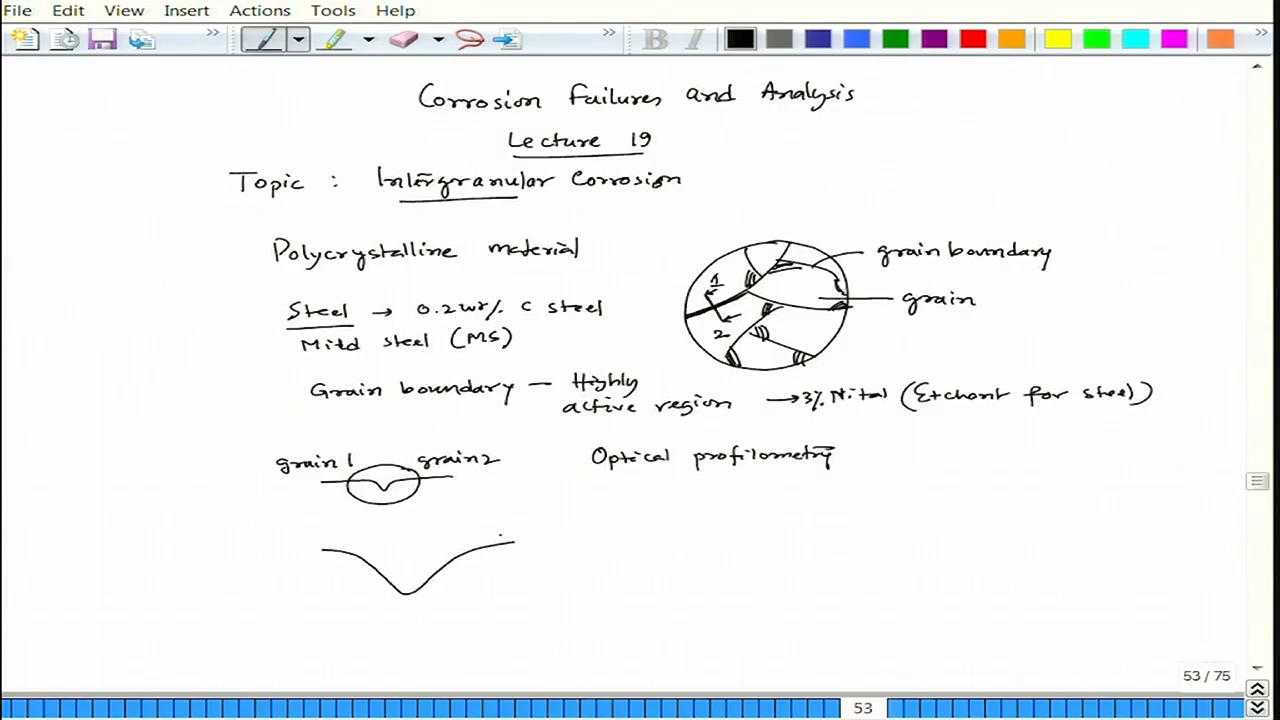 File Edit View Insert Actions Tools Help
B I
Corrosion Failures and Analysis
Lecture 19
Topic : Intergranular Corrosion
Polycrystalline material
grain boundary
1
grain
2
Steel → 0.2wt% C steel
Mild steel (MS)
Grain boundary — Highly
active region → 3% Nital (Etchant for steel)
grain 1 grain 2
Optical profilometry
53 / 75
53